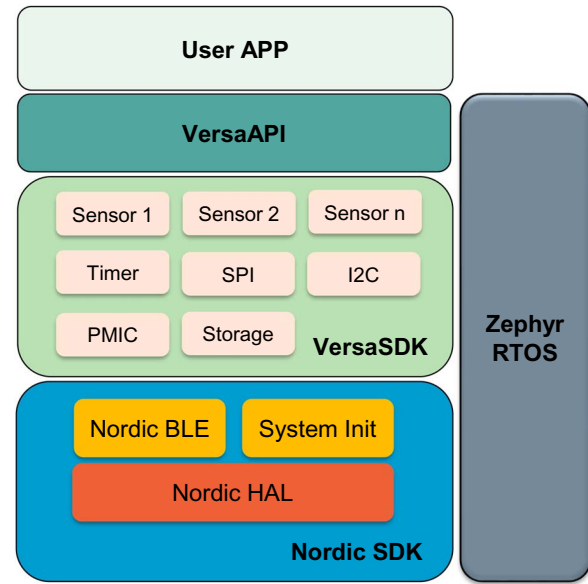 User APP
VersaAPI
Sensor 1
Sensor 2
Sensor n
Timer
SPI
I2C
PMIC
Storage
VersaSDK
Nordic BLE
System Init
Nordic HAL
Nordic SDK
Zephyr
RTOS